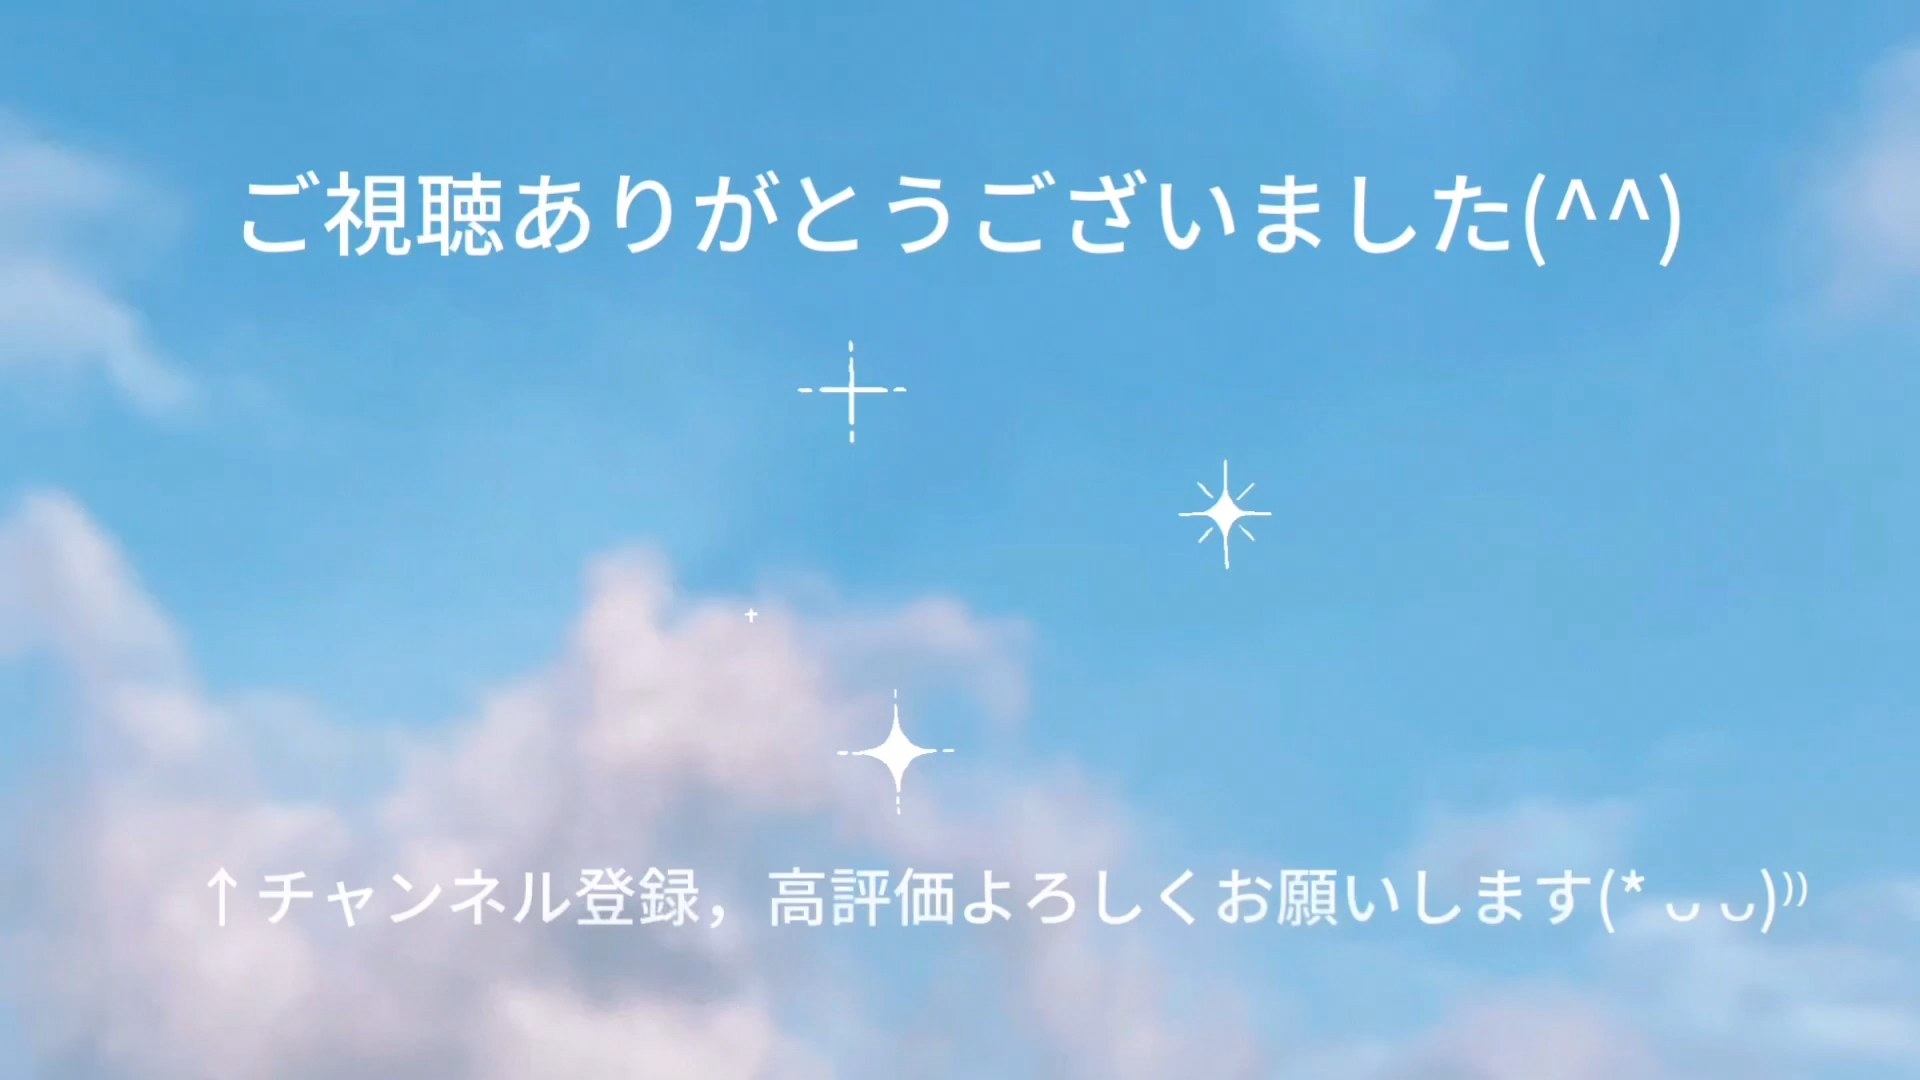 ご視聴ありがとうございました(^^)
↑チャンネル登録，高評価よろしくお願いします(* ᴗ ᴗ)⁾⁾